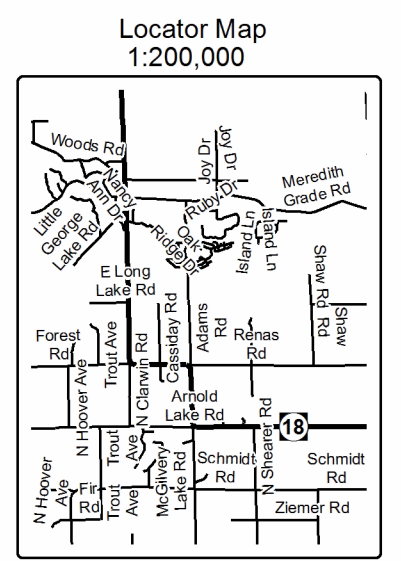 Locator Map
1:200,000
Woods Rd
Joy Dr
Joy Dr
Meredith
Grade Rd
Nancy
Ann Dr
Ruby Dr
Little
George
Lake Rd
Oak
Ridge Dr
Island Ln
Island Ln
E Long
Lake Rd
Shaw Rd
Shaw
Rd
Cassiday Rd
Adams
Rd
Forest
Rd
Trout Ave
N Clarwin Rd
Renas
Rd
N Hoover Ave
Arnold
Lake Rd
18
N Shearer Rd
Trout
Ave
McGilvery
Lake Rd
Schmidt
Rd
Schmidt
Rd
N Hoover
Ave
Fir
Rd
Trout
Ave
Ziemer Rd